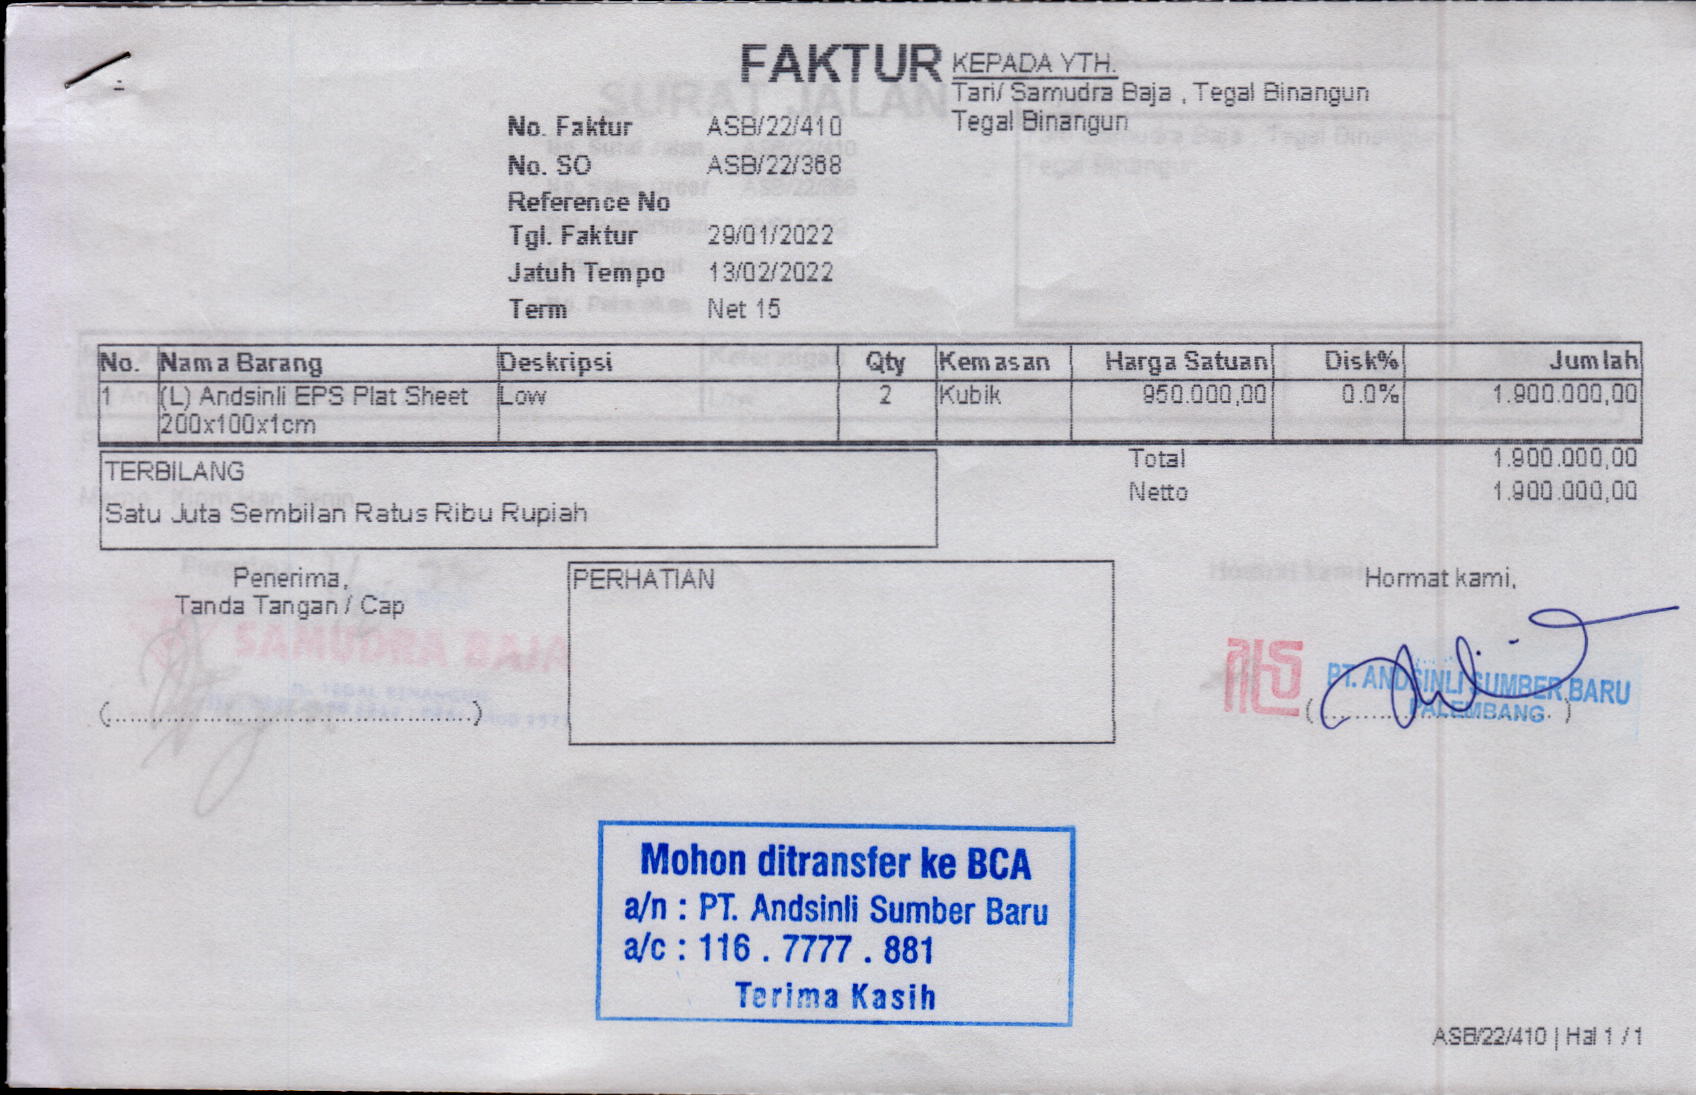 FAKTUR
KEPADA YTH.
Tari/ Samudra Baja , Tegal Binangun
Tegal Binangun
No. Faktur ASB/22/410
No. SO ASB/22/368
Reference No
Tgl. Faktur 29/01/2022
Jatuh Tempo 13/02/2022
Term Net 15
No. Nama Barang Deskripsi Qty Kemasan Harga Satuan Disk% Jumlah
1 (L) Andsinli EPS Plat Sheet Low 2 Kubik 950.000,00 0.0% 1.900.000,00
200x100x1cm
Total 1.900.000,00
Netto 1.900.000,00
TERBILANG
Satu Juta Sembilan Ratus Ribu Rupiah
Penerima,
Tanda Tangan / Cap
SAMUDRA BAJA
(..................................................)
PERHATIAN
Hormat kami,
PT. ANDSINLI SUMBER BARU
PALEMBANG
Mohon ditransfer ke BCA
a/n : PT. Andsinli Sumber Baru
a/c : 116 . 7777 . 881
Terima Kasih
ASB/22/410 | Hal 1 / 1